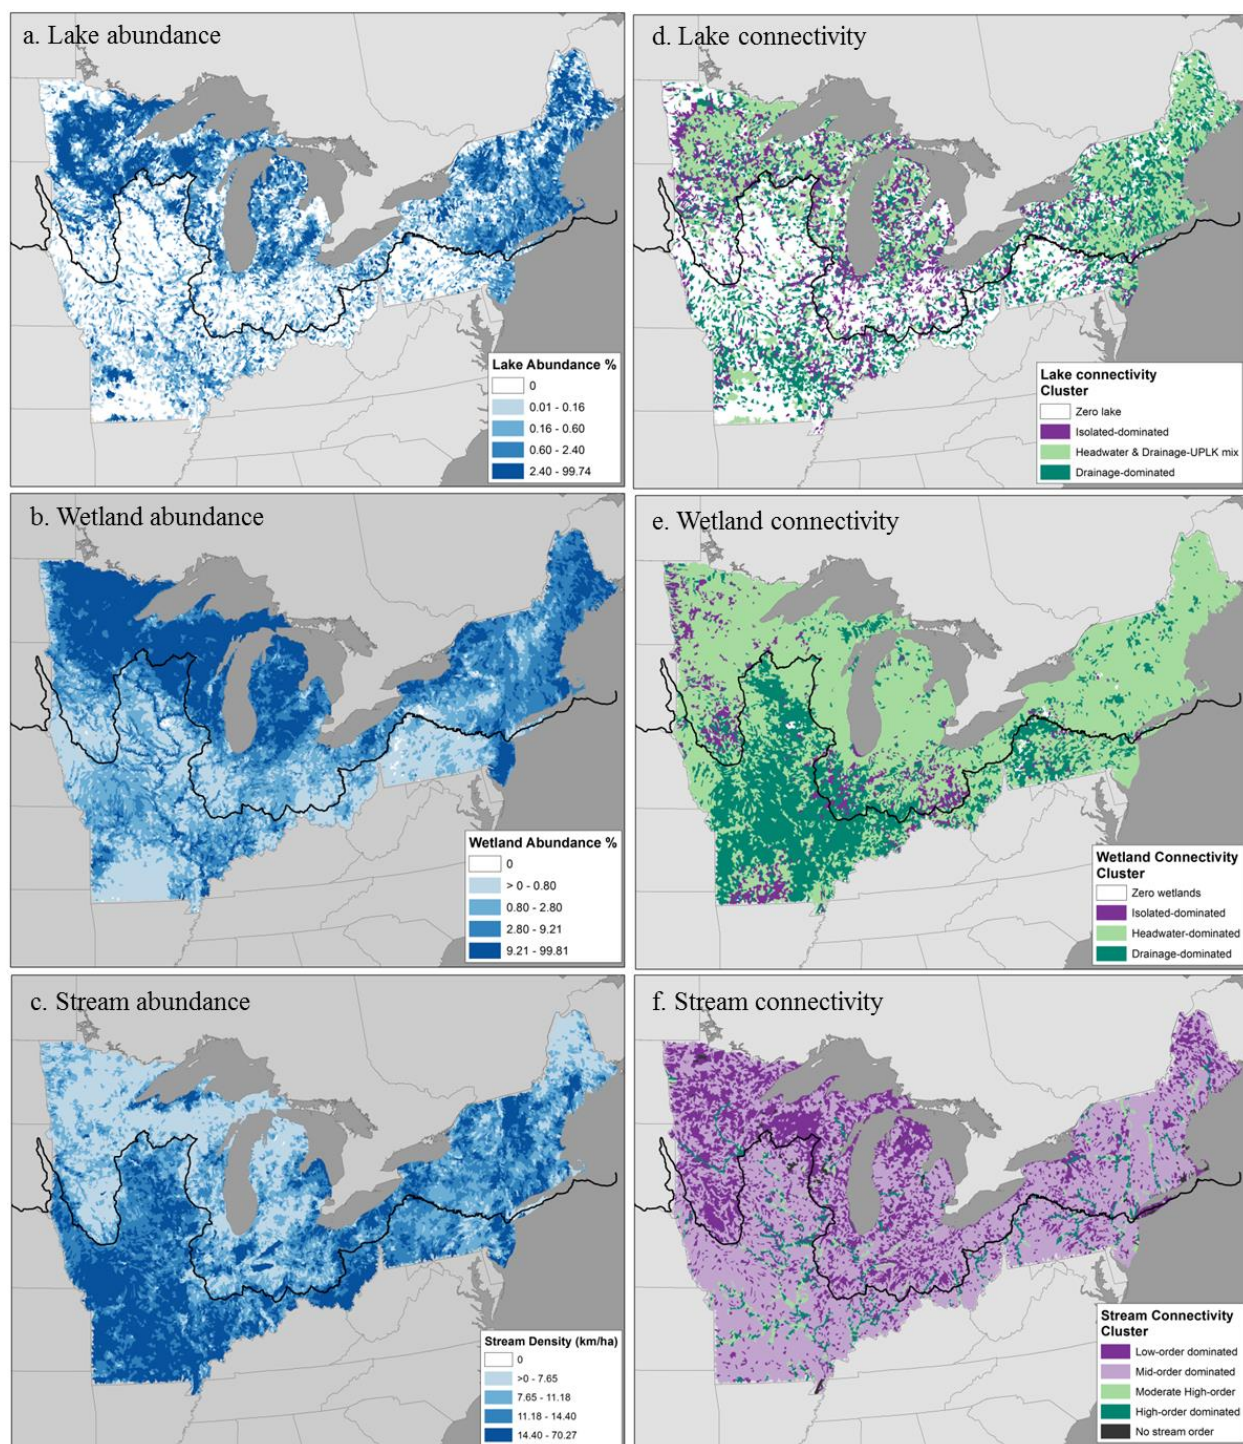 a. Lake abundance
Lake Abundance %
0
0.01 - 0.16
0.16 - 0.60
0.60 - 2.40
2.40 - 99.74
d. Lake connectivity
Lake connectivity
Cluster
Zero lake
Isolated-dominated
Headwater & Drainage-UPLK mix
Drainage-dominated
b. Wetland abundance
Wetland Abundance %
0
> 0 - 0.80
0.80 - 2.80
2.80 - 9.21
9.21 - 99.81
e. Wetland connectivity
Wetland Connectivity
Cluster
Zero wetlands
Isolated-dominated
Headwater-dominated
Drainage-dominated
c. Stream abundance
Stream Density (km/ha)
0
>0 - 7.65
7.65 - 11.18
11.18 - 14.40
14.40 - 70.27
f. Stream connectivity
Stream Connectivity
Cluster
Low-order dominated
Mid-order dominated
Moderate High-order
High-order dominated
No stream order